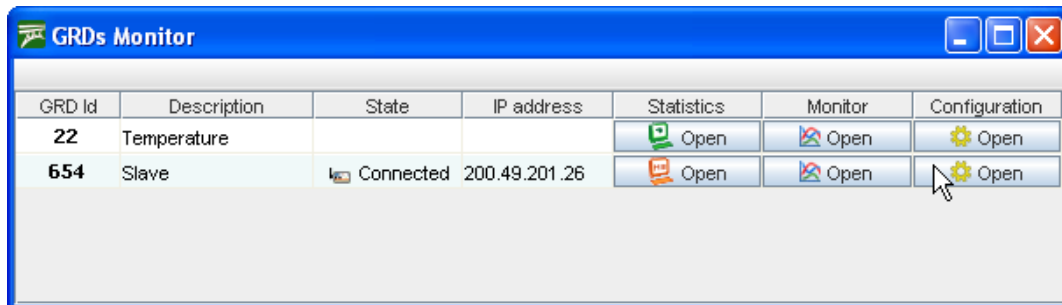 GRDs Monitor
GRD Id Description State IP address Statistics Monitor Configuration
22 Temperature Open Open Open
654 Slave Connected 200.49.201.26 Open Open Open